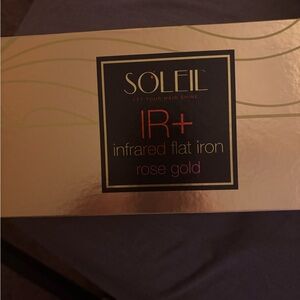 SOLEIL
LET YOUR HAIR SHINE
IR+
infrared flat iron
rose gold